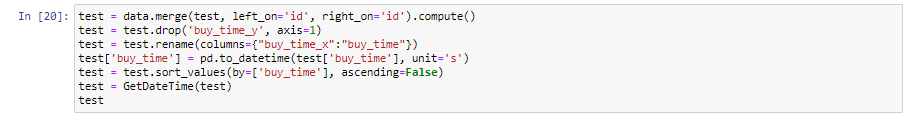 In [20]: test = data.merge(test, left_on='id', right_on='id').compute()
test = test.drop('buy_time_y', axis=1)
test = test.rename(columns={"buy_time_x":"buy_time"})
test['buy_time'] = pd.to_datetime(test['buy_time'], unit='s')
test = test.sort_values(by=['buy_time'], ascending=False)
test = GetDateTime(test)
test